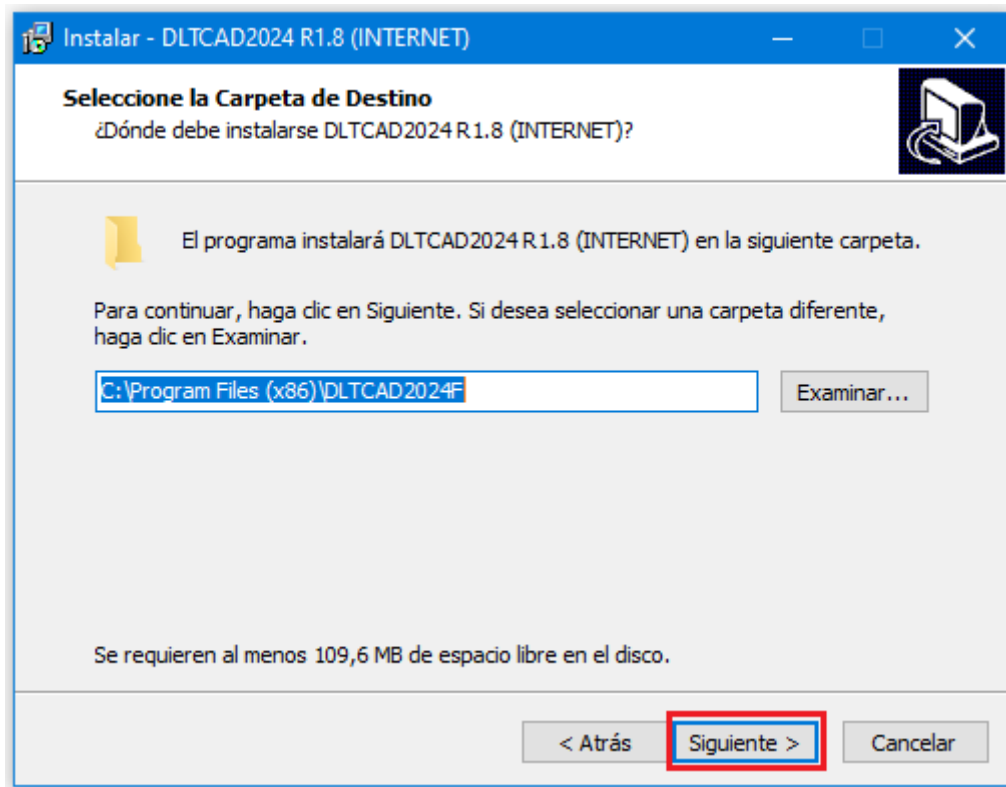 Instalar - DLTCAD2024 R1.8 (INTERNET)
Seleccione la Carpeta de Destino
¿Dónde debe instalarse DLTCAD2024 R1.8 (INTERNET)?
El programa instalará DLTCAD2024 R1.8 (INTERNET) en la siguiente carpeta.
Para continuar, haga clic en Siguiente. Si desea seleccionar una carpeta diferente,
haga clic en Examinar.
C:\Program Files (x86)\DLTCAD2024F
Examinar...
Se requieren al menos 109,6 MB de espacio libre en el disco.
< Atrás
Siguiente >
Cancelar